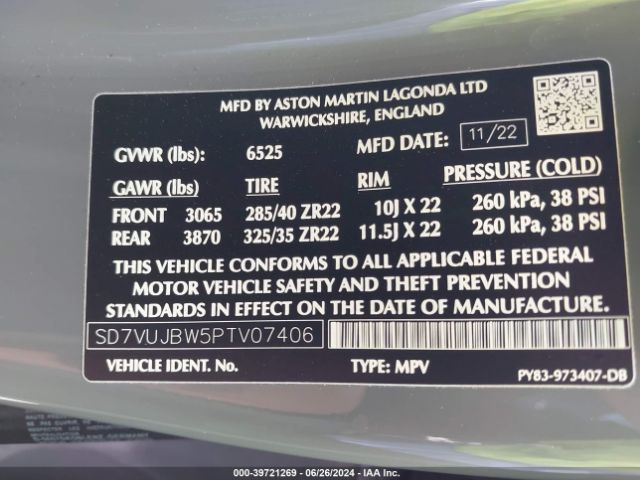 MFD BY ASTON MARTIN LAGONDA LTD
WARWICKSHIRE, ENGLAND
GVWR (lbs): 6525 MFD DATE: 11/22
GAWR (lbs) TIRE RIM PRESSURE (COLD)
FRONT 3065 285/40 ZR22 10J X 22 260 kPa, 38 PSI
REAR 3870 325/35 ZR22 11.5J X 22 260 kPa, 38 PSI
THIS VEHICLE CONFORMS TO ALL APPLICABLE FEDERAL
MOTOR VEHICLE SAFETY AND THEFT PREVENTION
STANDARDS IN EFFECT ON THE DATE OF MANUFACTURE.
SD7VUJBW5PTV07406
VEHICLE IDENT. No. TYPE: MPV PY83-973407-DB
000-39721269 - 06/26/2024 - IAA Inc.